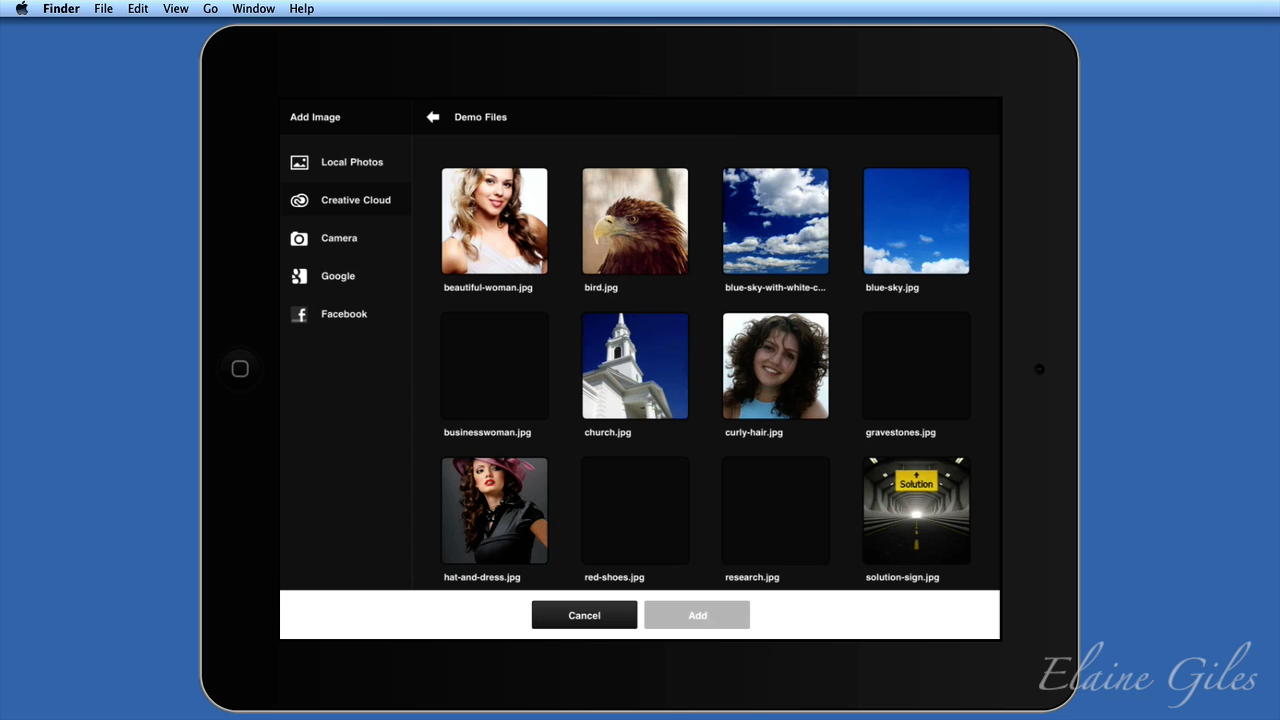 Finder File Edit View Go Window Help
Add Image
Demo Files
Local Photos
Creative Cloud
Camera
Google
Facebook
beautiful-woman.jpg
bird.jpg
blue-sky-with-white-c...
blue-sky.jpg
businesswoman.jpg
church.jpg
curly-hair.jpg
gravestones.jpg
Solution
hat-and-dress.jpg
red-shoes.jpg
research.jpg
solution-sign.jpg
Cancel
Add
Elaine Giles